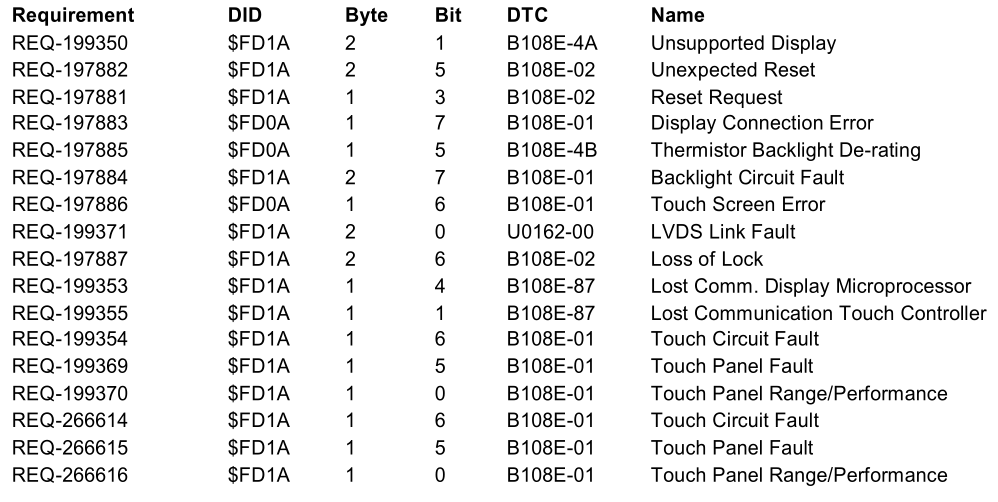 Requirement DID Byte Bit DTC Name
REQ-199350 $FD1A 2 1 B108E-4A Unsupported Display
REQ-197882 $FD1A 2 5 B108E-02 Unexpected Reset
REQ-197881 $FD1A 1 3 B108E-02 Reset Request
REQ-197883 $FD0A 1 7 B108E-01 Display Connection Error
REQ-197885 $FD0A 1 5 B108E-4B Thermistor Backlight De-rating
REQ-197884 $FD1A 2 7 B108E-01 Backlight Circuit Fault
REQ-197886 $FD0A 1 6 B108E-01 Touch Screen Error
REQ-199371 $FD1A 2 0 U0162-00 LVDS Link Fault
REQ-197887 $FD1A 2 6 B108E-02 Loss of Lock
REQ-199353 $FD1A 1 4 B108E-87 Lost Comm. Display Microprocessor
REQ-199355 $FD1A 1 1 B108E-87 Lost Communication Touch Controller
REQ-199354 $FD1A 1 6 B108E-01 Touch Circuit Fault
REQ-199369 $FD1A 1 5 B108E-01 Touch Panel Fault
REQ-199370 $FD1A 1 0 B108E-01 Touch Panel Range/Performance
REQ-266614 $FD1A 1 6 B108E-01 Touch Circuit Fault
REQ-266615 $FD1A 1 5 B108E-01 Touch Panel Fault
REQ-266616 $FD1A 1 0 B108E-01 Touch Panel Range/Performance